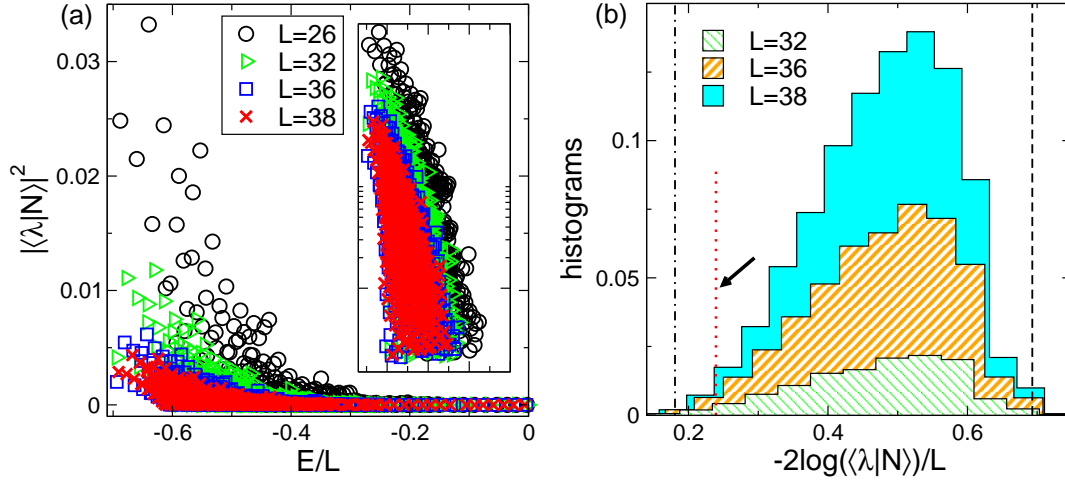 (a)
L=26
L=32
L=36
L=38
0.03
0.02
0.01
0
|⟨λ|N⟩|²
-0.6
-0.4
-0.2
0
E/L
(b)
L=32
L=36
L=38
0.1
0.05
0
histograms
0.2
0.4
0.6
-2log(⟨λ|N⟩)/L